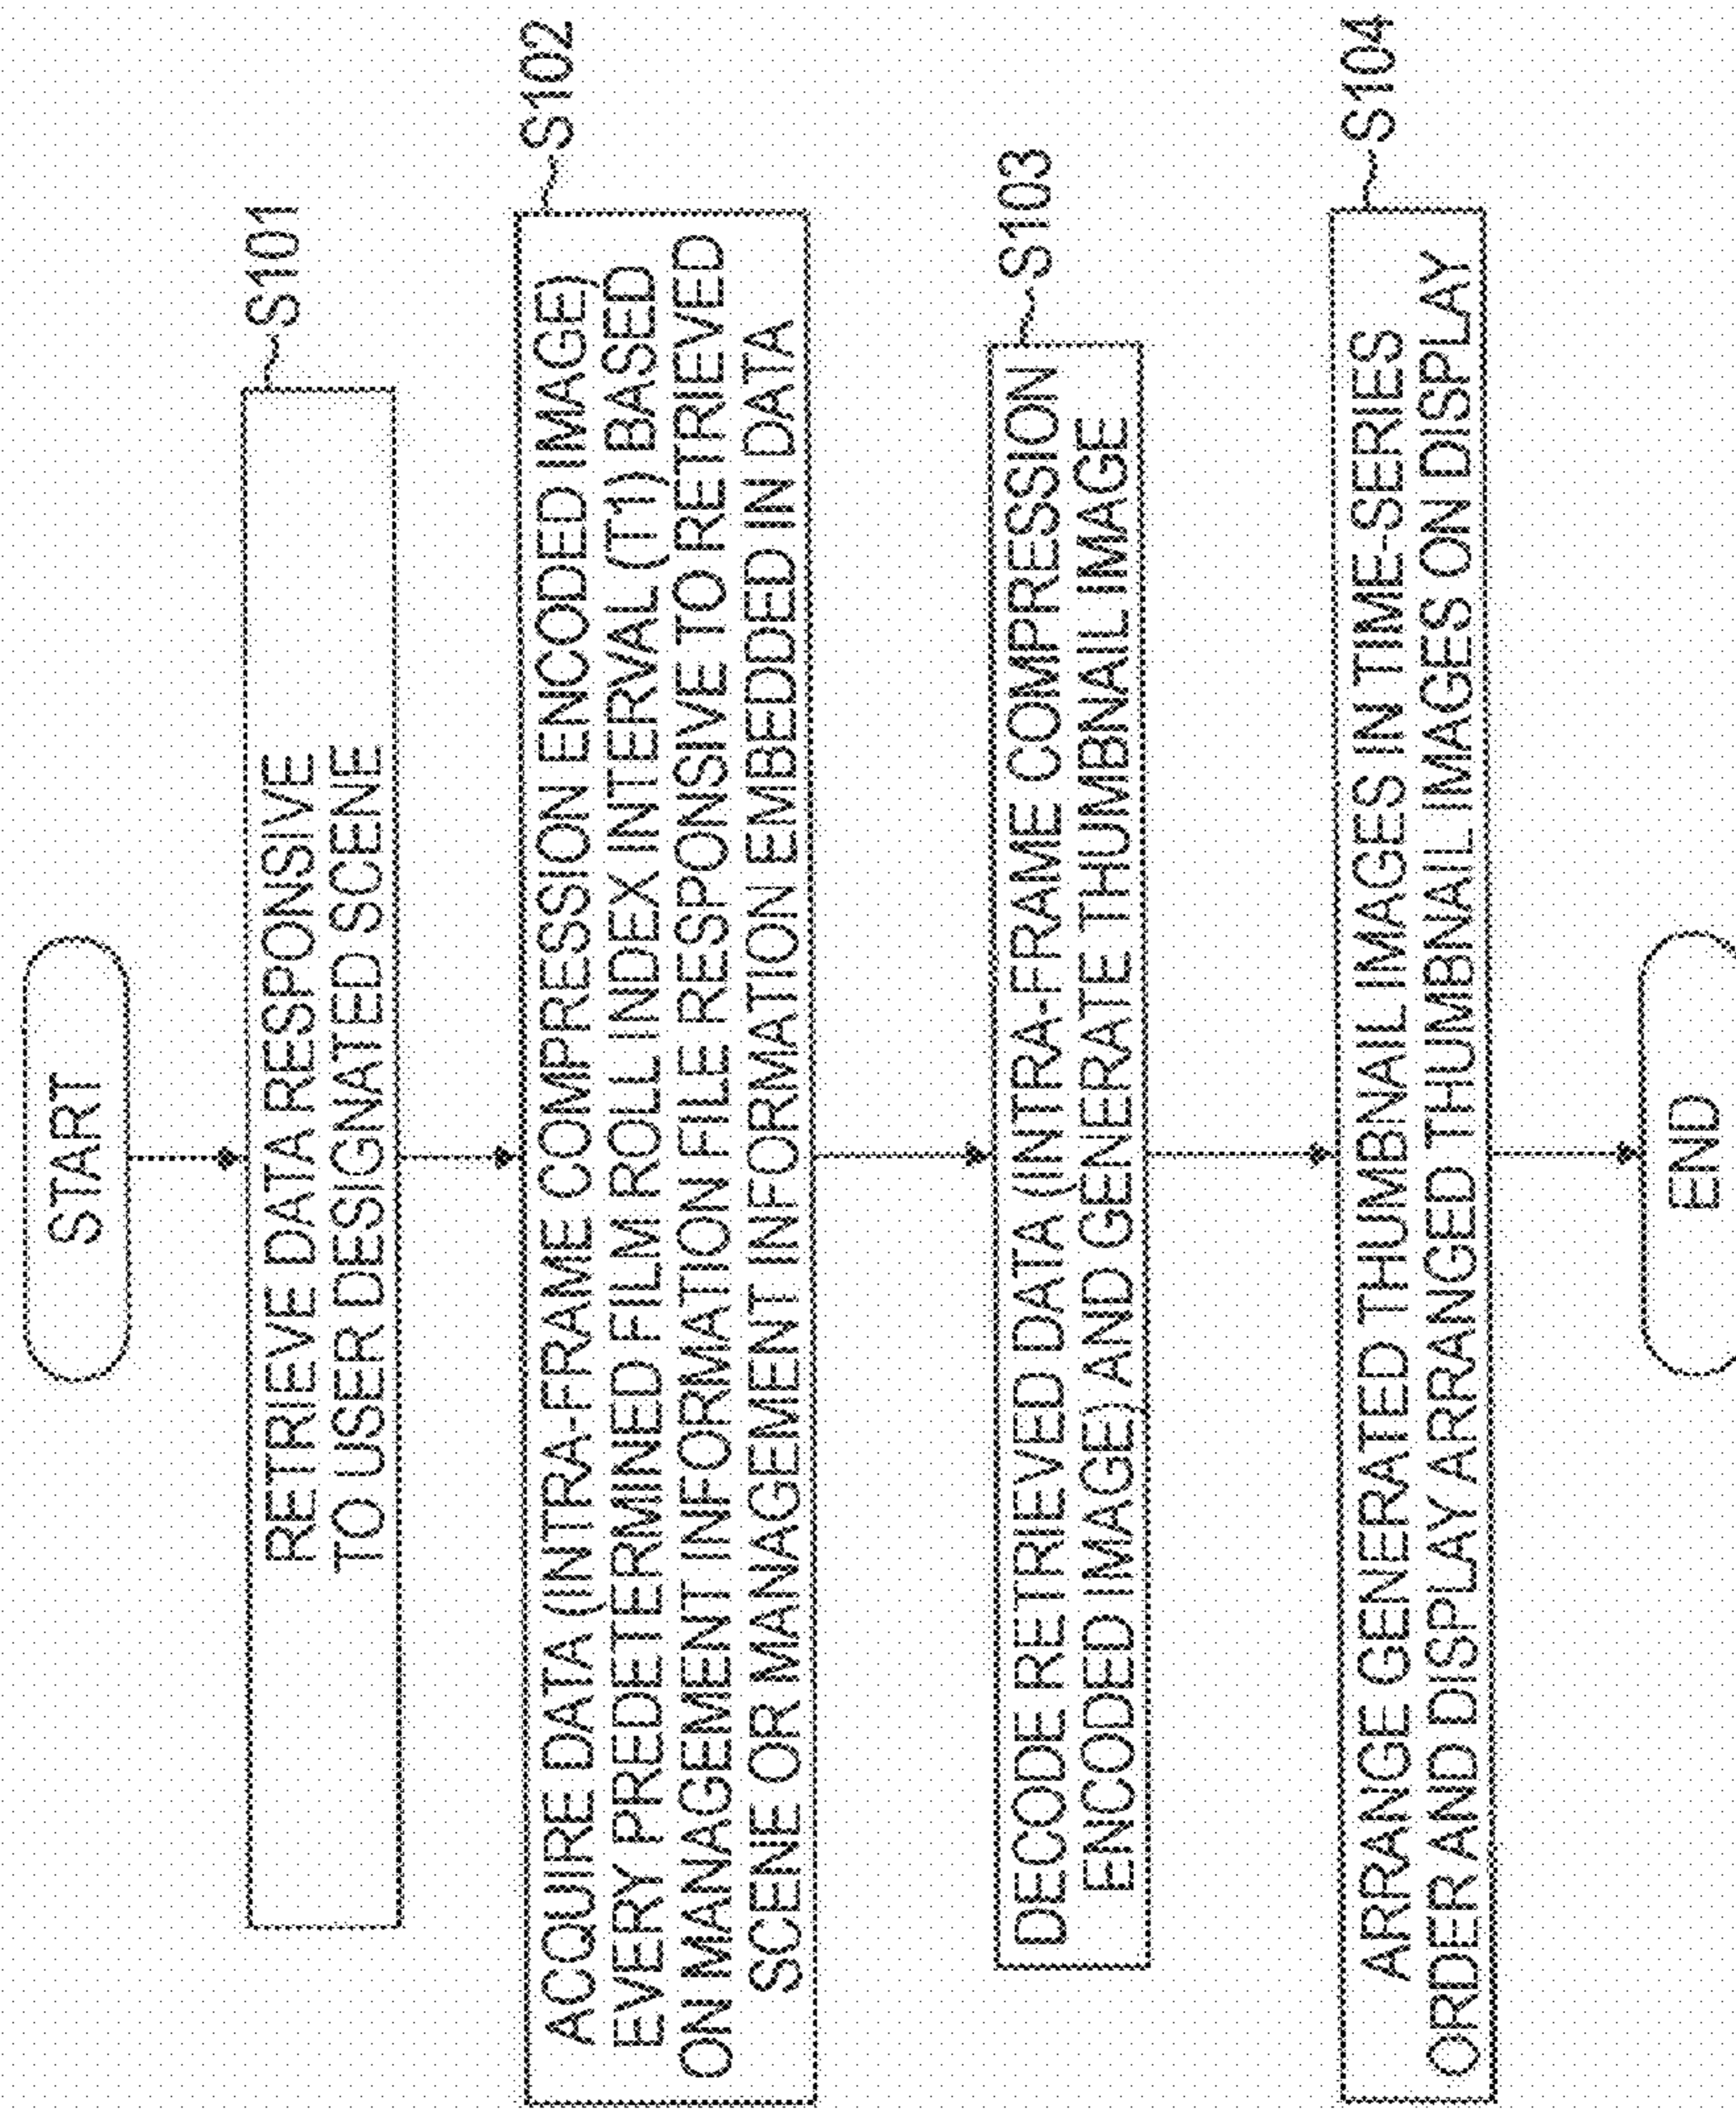 START
S101
RETRIEVE DATA RESPONSIVE
TO USER DESIGNATED SCENE
S102
ACQUIRE DATA (INTRA-FRAME COMPRESSION ENCODED IMAGE)
EVERY PREDETERMINED FILM ROLL INDEX INTERVAL (T1) BASED
ON MANAGEMENT INFORMATION FILE RESPONSIVE TO RETRIEVED
SCENE OR MANAGEMENT INFORMATION EMBEDDED IN DATA
S103
DECODE RETRIEVED DATA (INTRA-FRAME COMPRESSION
ENCODED IMAGE) AND GENERATE THUMBNAIL IMAGE
S104
ARRANGE GENERATED THUMBNAIL IMAGES IN TIME-SERIES
ORDER AND DISPLAY ARRANGED THUMBNAIL IMAGES ON DISPLAY
END